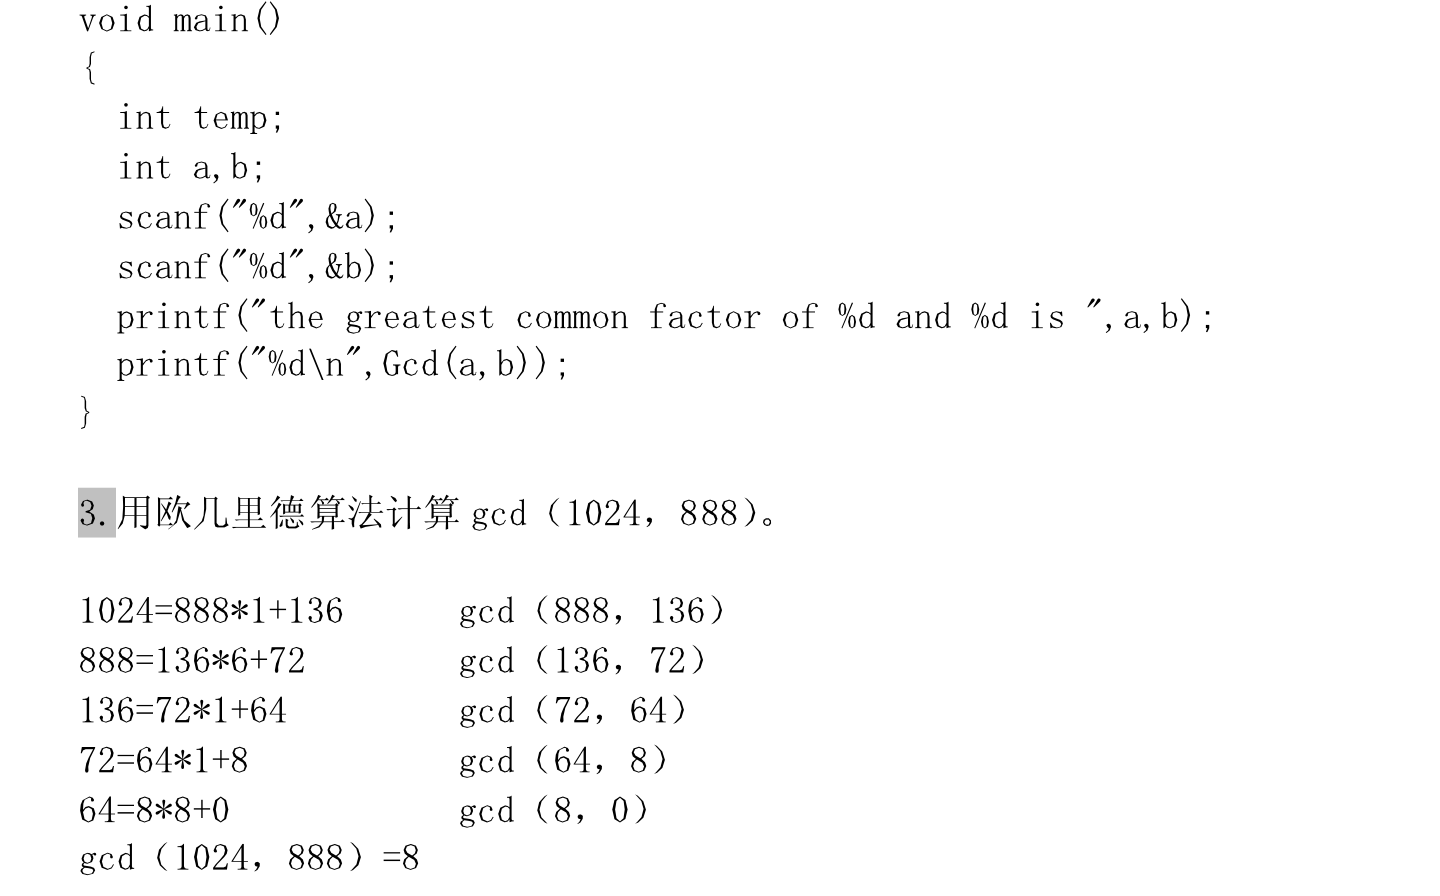 void main()
{
int temp;
int a,b;
scanf("%d",&a);
scanf("%d",&b);
printf("the greatest common factor of %d and %d is ",a,b);
printf("%d\n",Gcd(a,b));
}
3.用欧几里德算法计算 gcd（1024，888）。
1024=888*1+136 gcd（888，136）
888=136*6+72 gcd（136，72）
136=72*1+64 gcd（72，64）
72=64*1+8 gcd（64，8）
64=8*8+0 gcd（8，0）
gcd（1024，888）=8